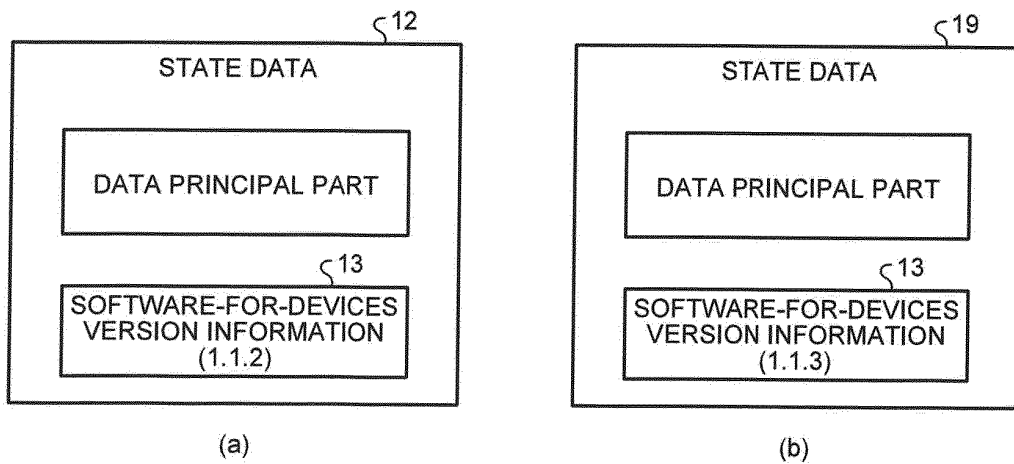 12
STATE DATA
DATA PRINCIPAL PART
13
SOFTWARE-FOR-DEVICES
VERSION INFORMATION
(1.1.2)
(a)
19
STATE DATA
DATA PRINCIPAL PART
13
SOFTWARE-FOR-DEVICES
VERSION INFORMATION
(1.1.3)
(b)